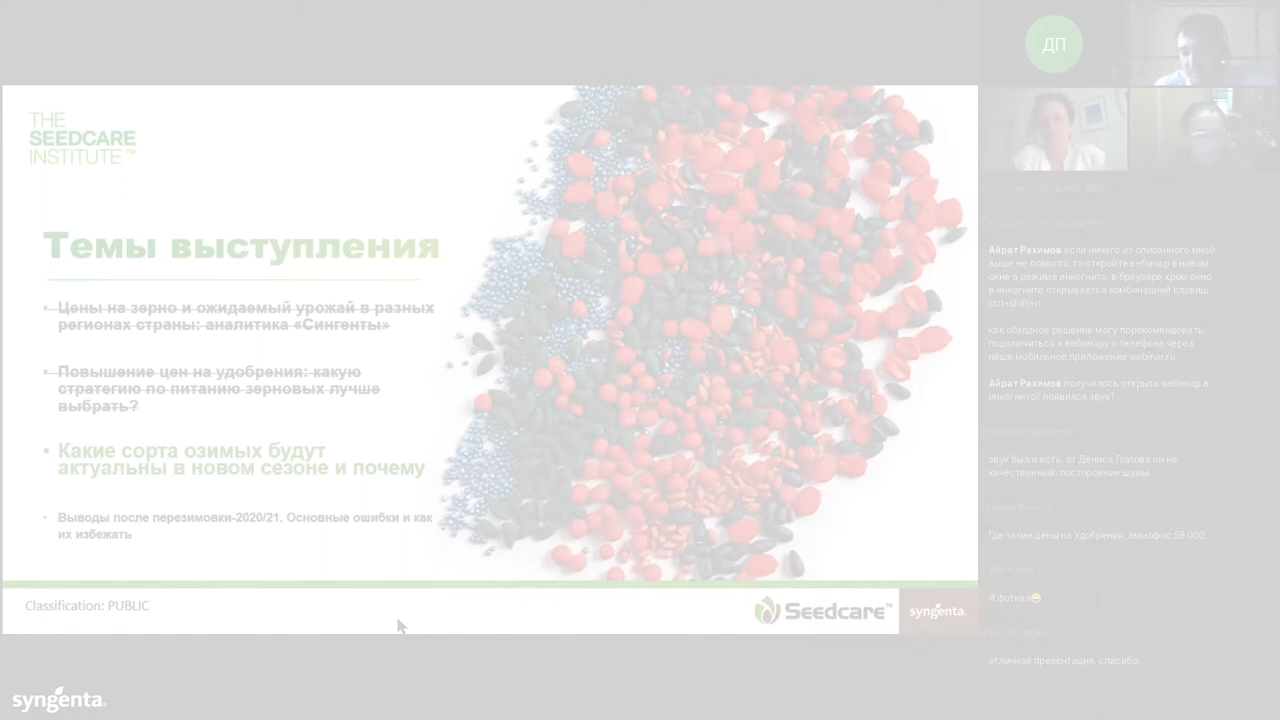 THE
SEEDCARE
INSTITUTE™
Темы выступления
• Цены на зерно и ожидаемый урожай в разных
регионах страны: аналитика «Сингенты»
• Повышение цен на удобрения: какую
стратегию по питанию зерновых лучше
выбрать?
• Какие сорта озимых будут
актуальны в новом сезоне и почему
• Выводы после перезимовки-2020/21. Основные ошибки и как
их избежать
Classification: PUBLIC
Seedcare™
syngenta.
syngenta®
ДП
Айрат Рахимов если ничего из описанного мной
выше не помогло, то откройте вебинар в новом
окне в режиме инкогнито, в браузере хром окно
в инкогнито открывается комбинацией клавиш
ctrl+shift+n
как обходное решение могу порекомендовать
подключиться к вебинару с телефона через
наше мобильное приложение webinar.ru
Айрат Рахимов получилось открыть вебинар в
инкогнито? появился звук?
звук был и есть, от Дениса Попова он не
качественный, посторонние шумы
Где такие цены на Удобрения, аммофос 58 000.
Я фоткал😀
отличная презентация, спасибо